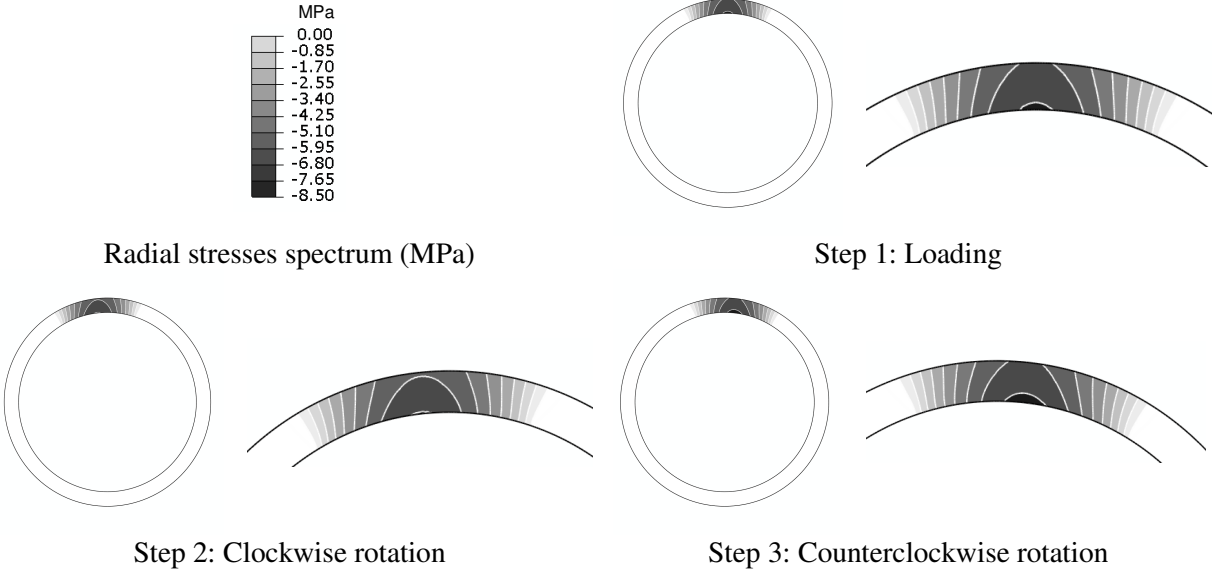 MPa
0.00
-0.85
-1.70
-2.55
-3.40
-4.25
-5.10
-5.95
-6.80
-7.65
-8.50
Radial stresses spectrum (MPa)
Step 1: Loading
Step 2: Clockwise rotation
Step 3: Counterclockwise rotation